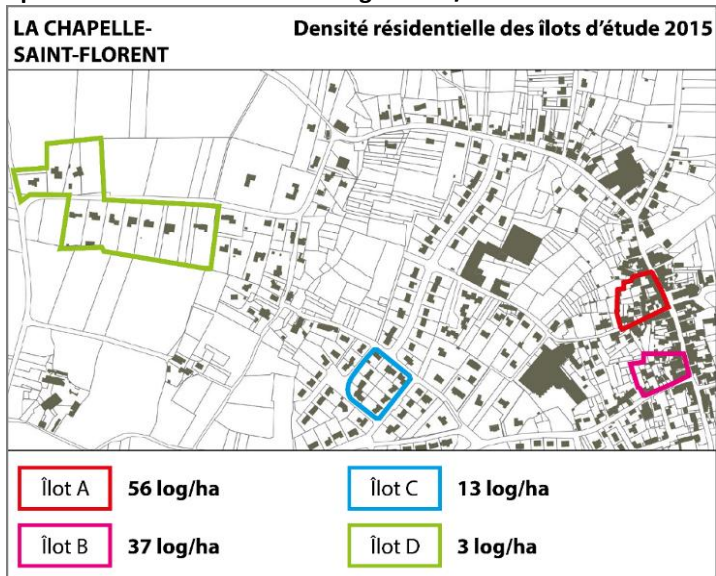 LA CHAPELLE-
SAINT-FLORENT
Densité résidentielle des îlots d'étude 2015
Îlot A 56 log/ha
Îlot C 13 log/ha
Îlot B 37 log/ha
Îlot D 3 log/ha